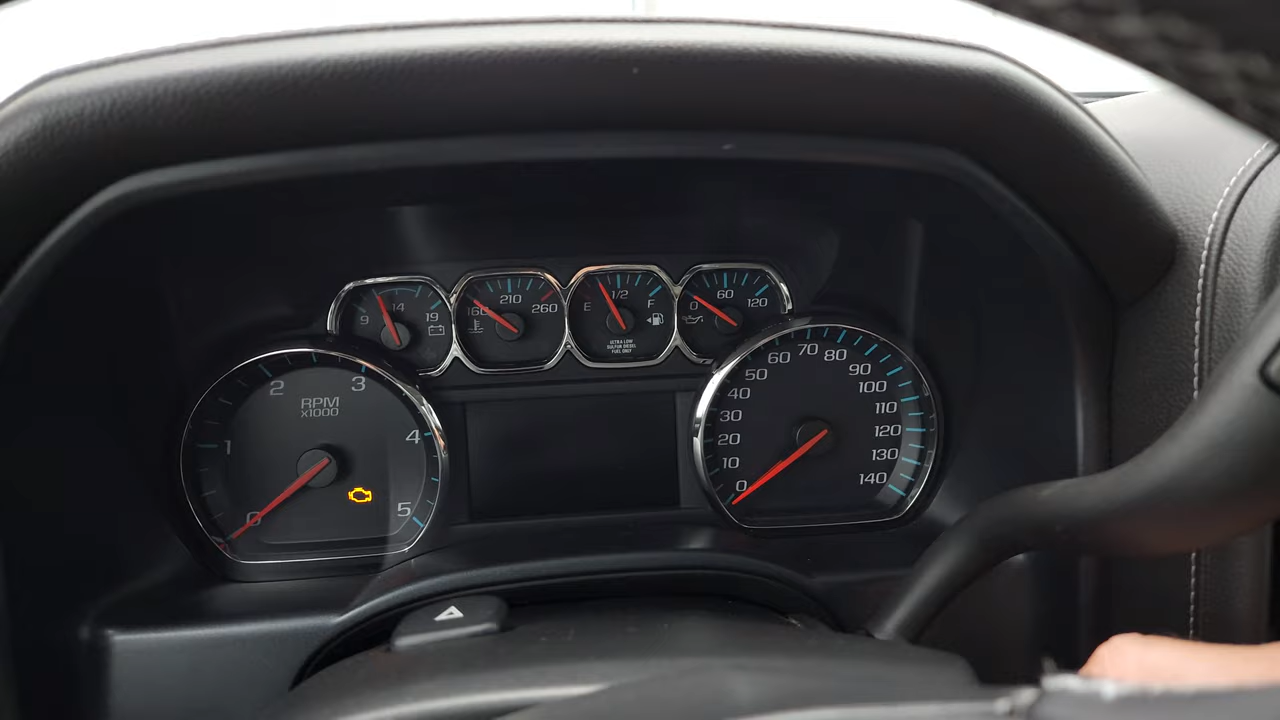 9 14 19
160 210 260
E 1/2 F
ULTRA LOW
SULFUR DIESEL
FUEL ONLY
0 60 120
0 1 2 3 4 5
RPM
x1000
0 10 20 30 40 50 60 70 80 90 100 110 120 130 140